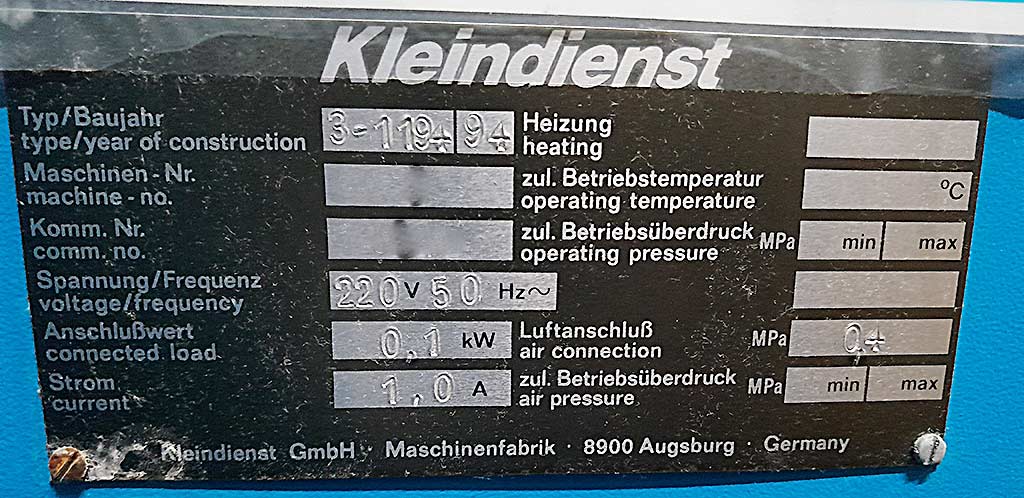 Kleindienst
Typ/Baujahr
type/year of construction
3-1194 94
Heizung
heating
Maschinen-Nr.
machine-no.
zul. Betriebstemperatur
operating temperature
°C
Komm. Nr.
comm. no.
zul. Betriebsüberdruck
operating pressure
MPa min max
Spannung/Frequenz
voltage/frequency
220 V 50 Hz~
Anschlußwert
connected load
0,1 kW
Luftanschluß
air connection
MPa 04
Strom
current
1,0 A
zul. Betriebsüberdruck
air pressure
MPa min max
Kleindienst GmbH · Maschinenfabrik · 8900 Augsburg · Germany